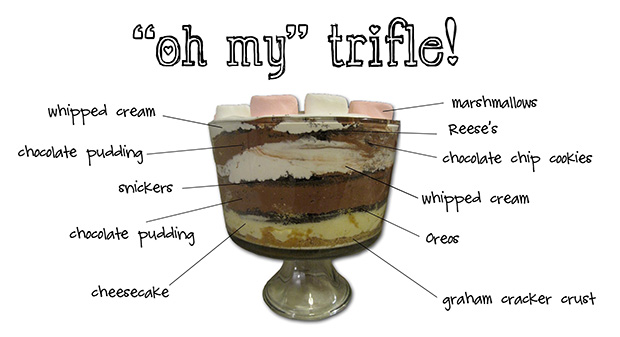 “oh my” trifle!
whipped cream
marshmallows
Reese's
chocolate pudding
chocolate chip cookies
snickers
whipped cream
chocolate pudding
Oreos
cheesecake
graham cracker crust